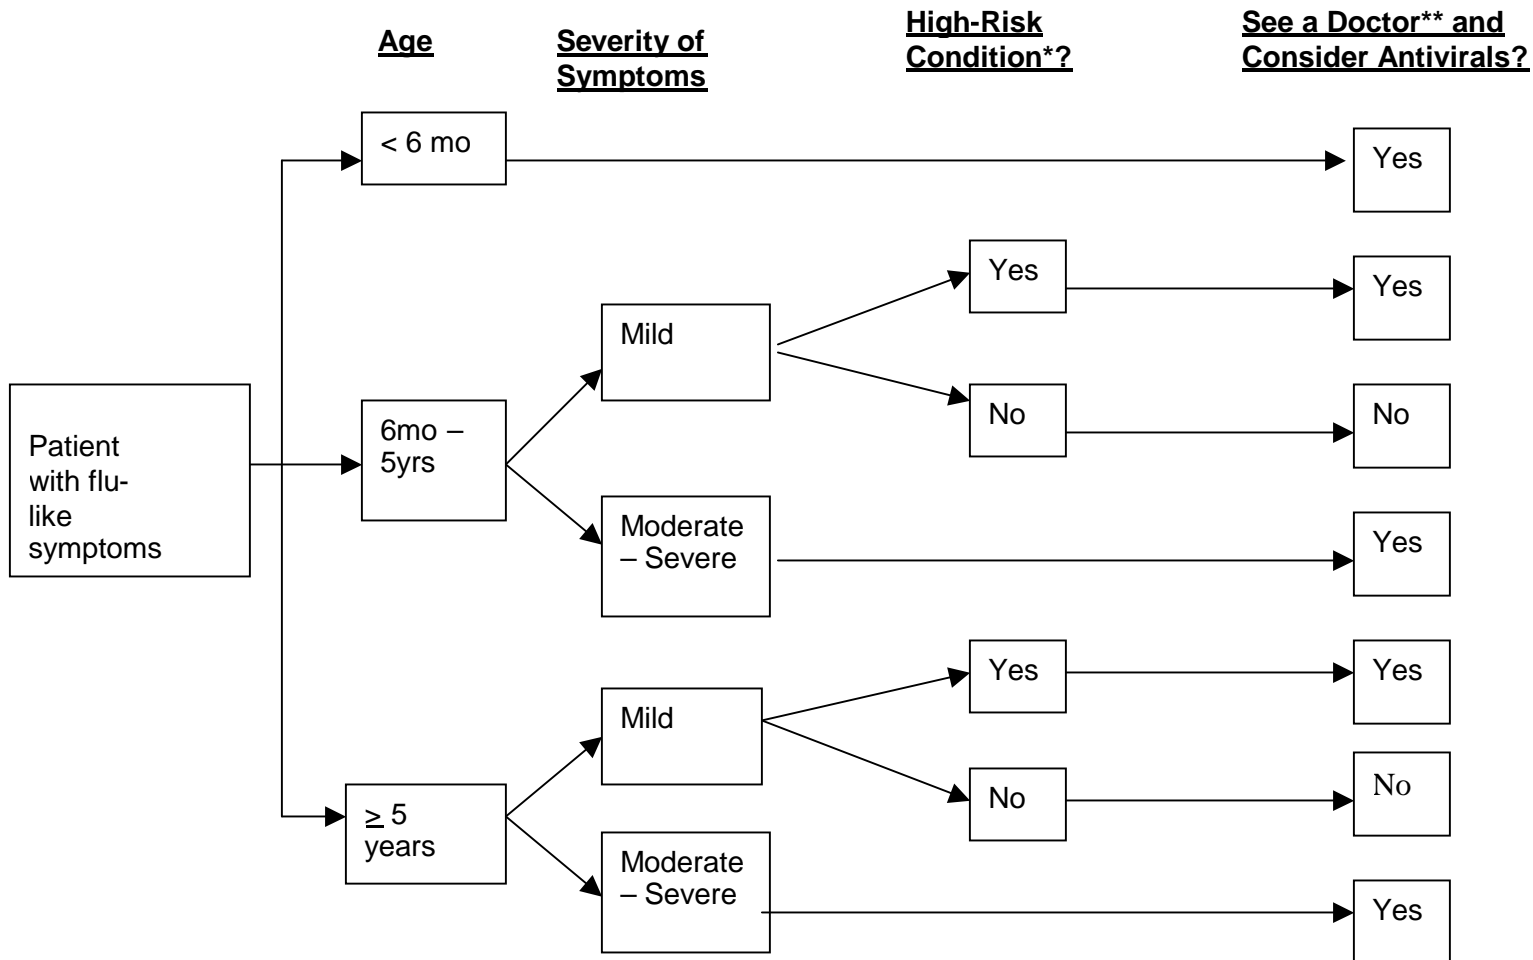 Age
Severity of
Symptoms
High-Risk
Condition*?
See a Doctor** and
Consider Antivirals?
< 6 mo
Yes
Yes
Yes
Mild
6mo –
5yrs
No
No
Patient
with flu-
like
symptoms
Moderate
– Severe
Yes
Yes
Yes
Mild
No
No
≥ 5
years
Moderate
– Severe
Yes